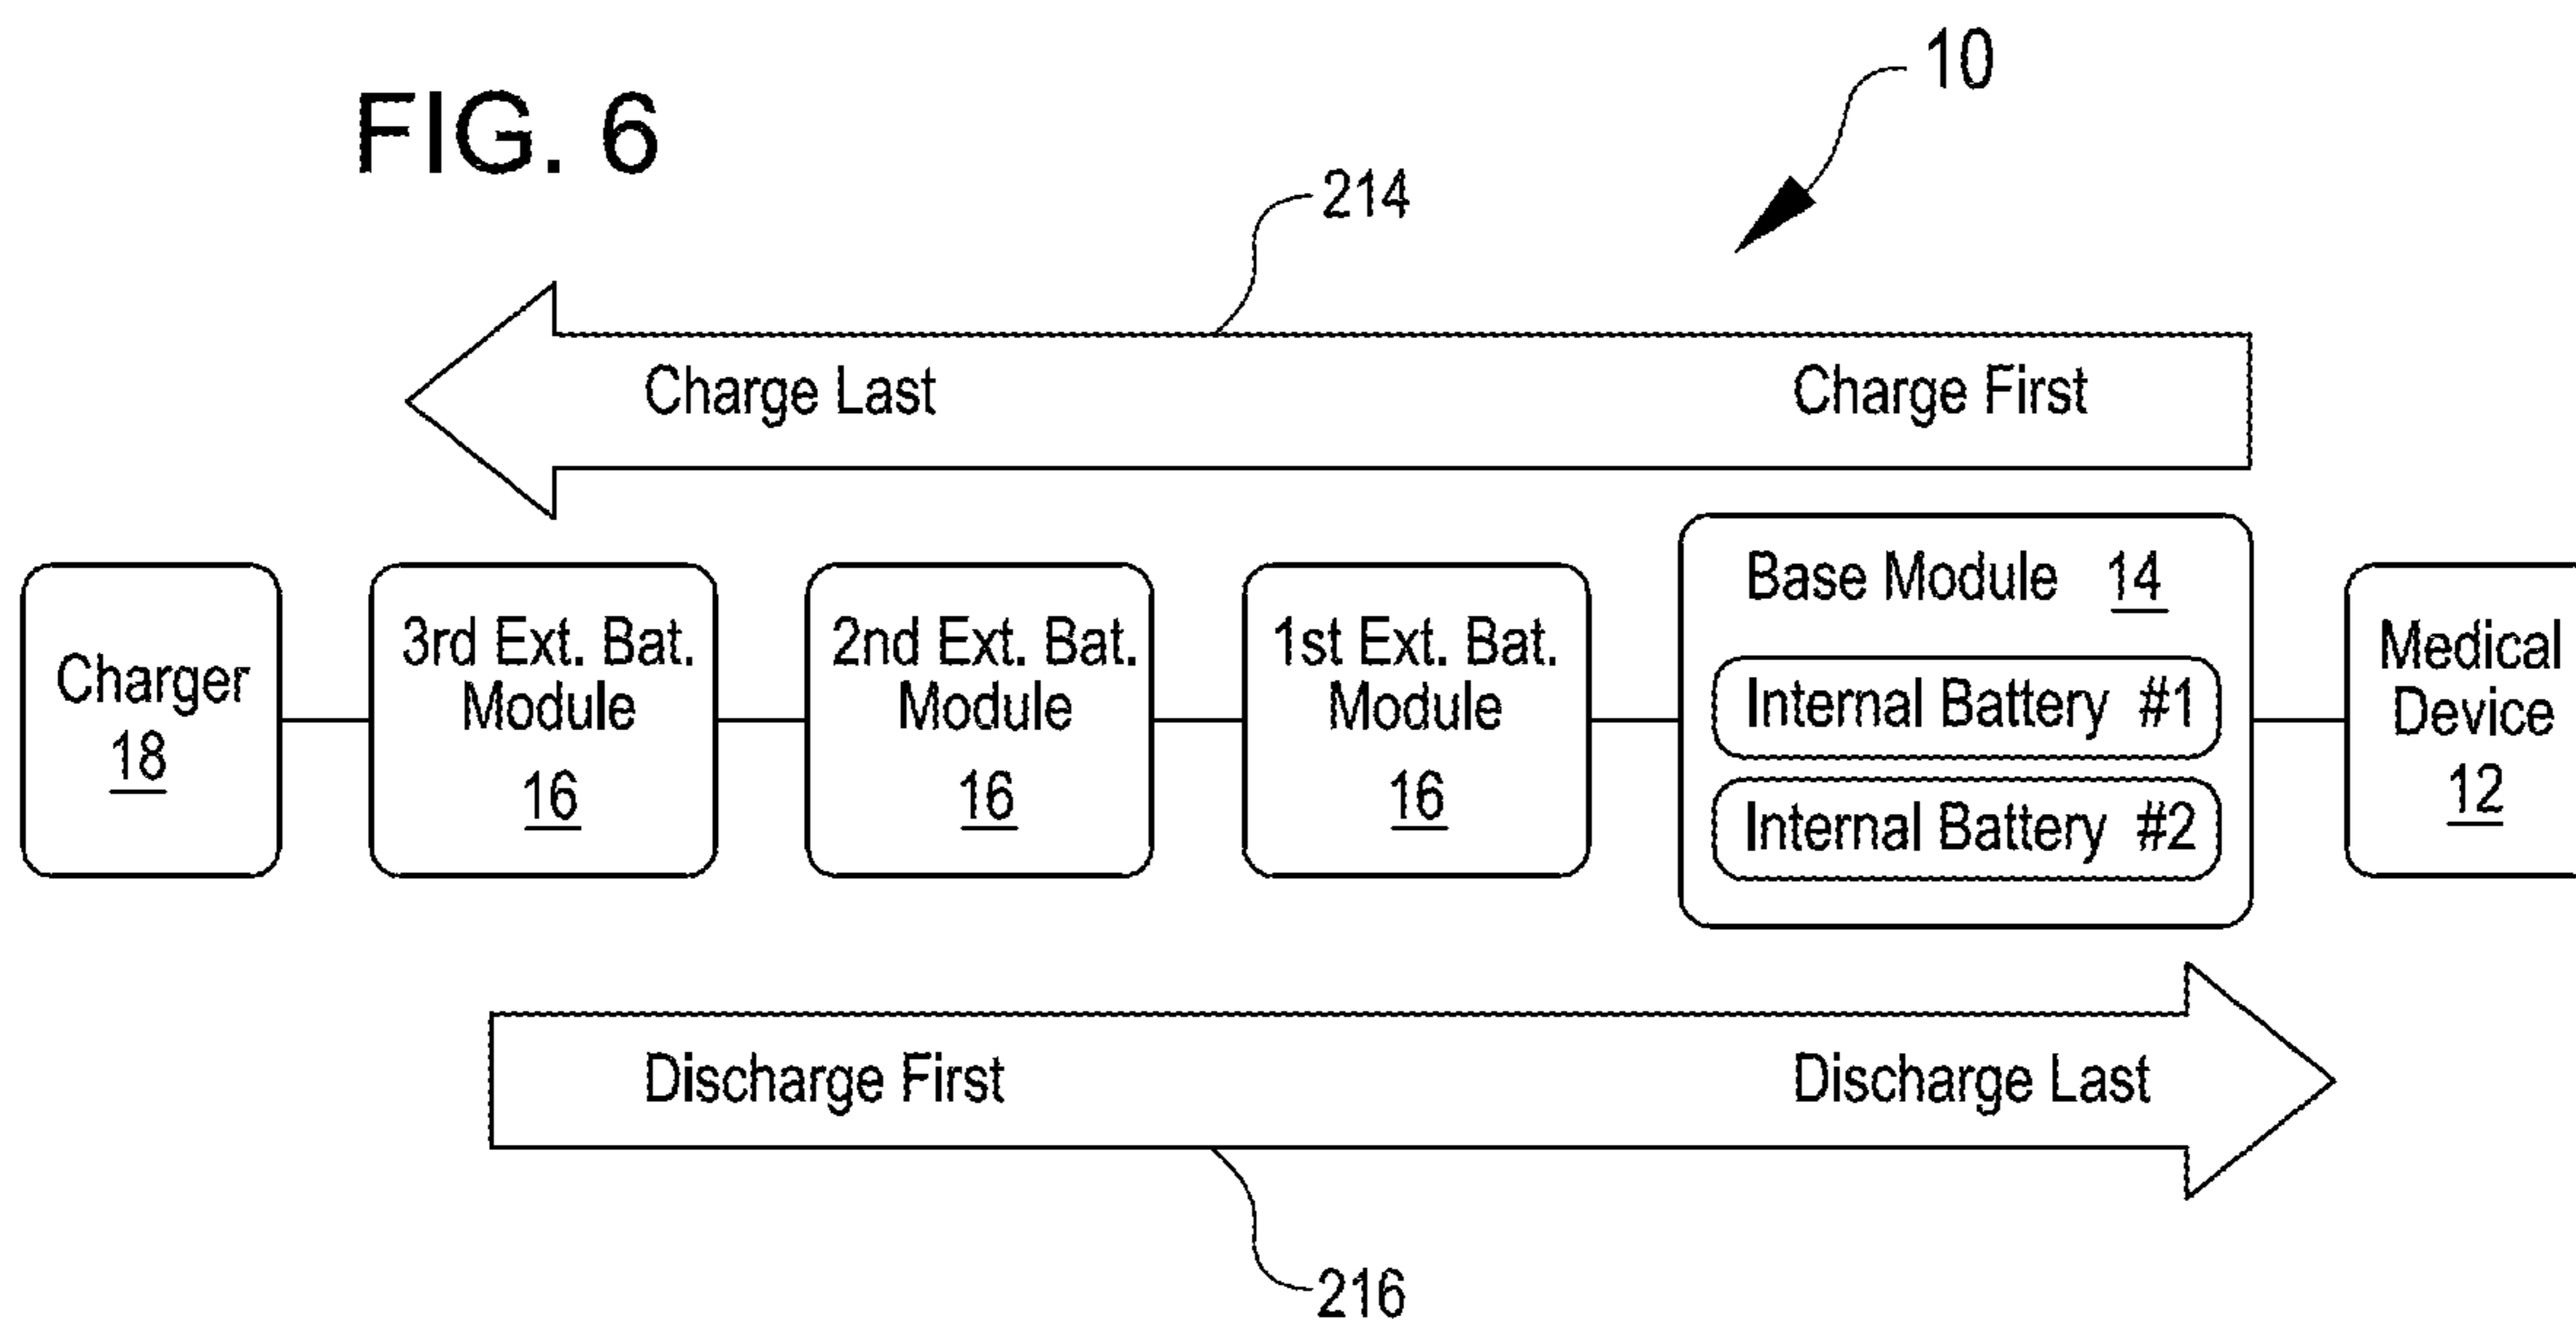 FIG. 6
10
214
Charge Last
Charge First
Charger
18
3rd Ext. Bat.
Module
16
2nd Ext. Bat.
Module
16
1st Ext. Bat.
Module
16
Base Module 14
Internal Battery #1
Internal Battery #2
Medical
Device
12
Discharge First
Discharge Last
216